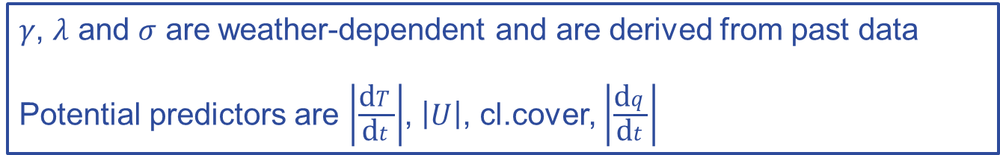 γ, λ and σ are weather-dependent and are derived from past data
Potential predictors are |dT/dt|, |U|, cl.cover, |dq/dt|